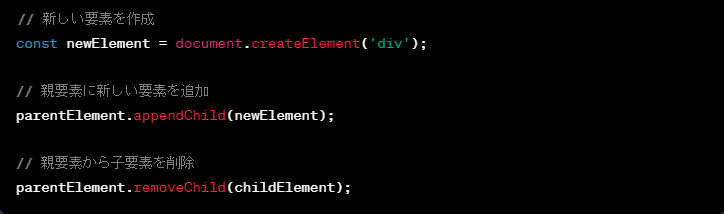 // 新しい要素を作成
const newElement = document.createElement('div');
// 親要素に新しい要素を追加
parentElement.appendChild(newElement);
// 親要素から子要素を削除
parentElement.removeChild(childElement);